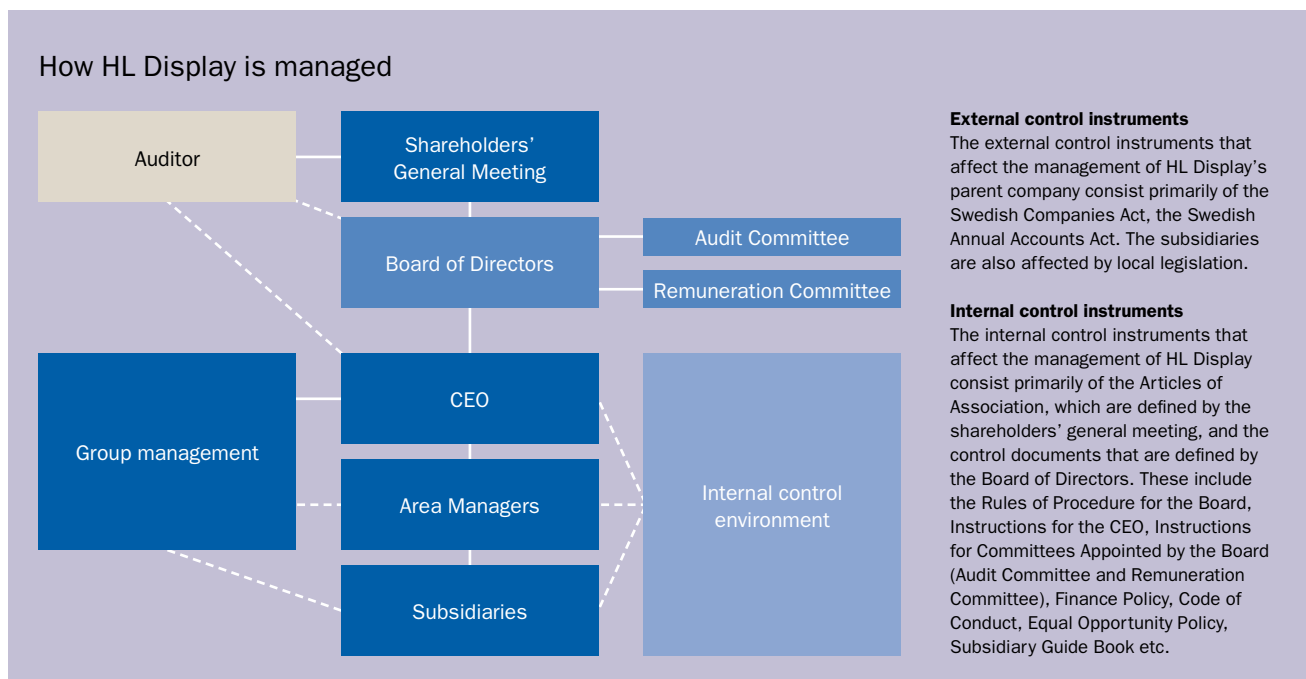 How HL Display is managed
Auditor
Shareholders'
General Meeting
Board of Directors
Audit Committee
Remuneration Committee
Group management
CEO
Area Managers
Subsidiaries
Internal control
environment
External control instruments
The external control instruments that
affect the management of HL Display's
parent company consist primarily of the
Swedish Companies Act, the Swedish
Annual Accounts Act. The subsidiaries
are also affected by local legislation.
Internal control instruments
The internal control instruments that
affect the management of HL Display
consist primarily of the Articles of
Association, which are defined by the
shareholders' general meeting, and the
control documents that are defined by
the Board of Directors. These include
the Rules of Procedure for the Board,
Instructions for the CEO, Instructions
for Committees Appointed by the Board
(Audit Committee and Remuneration
Committee), Finance Policy, Code of
Conduct, Equal Opportunity Policy,
Subsidiary Guide Book etc.